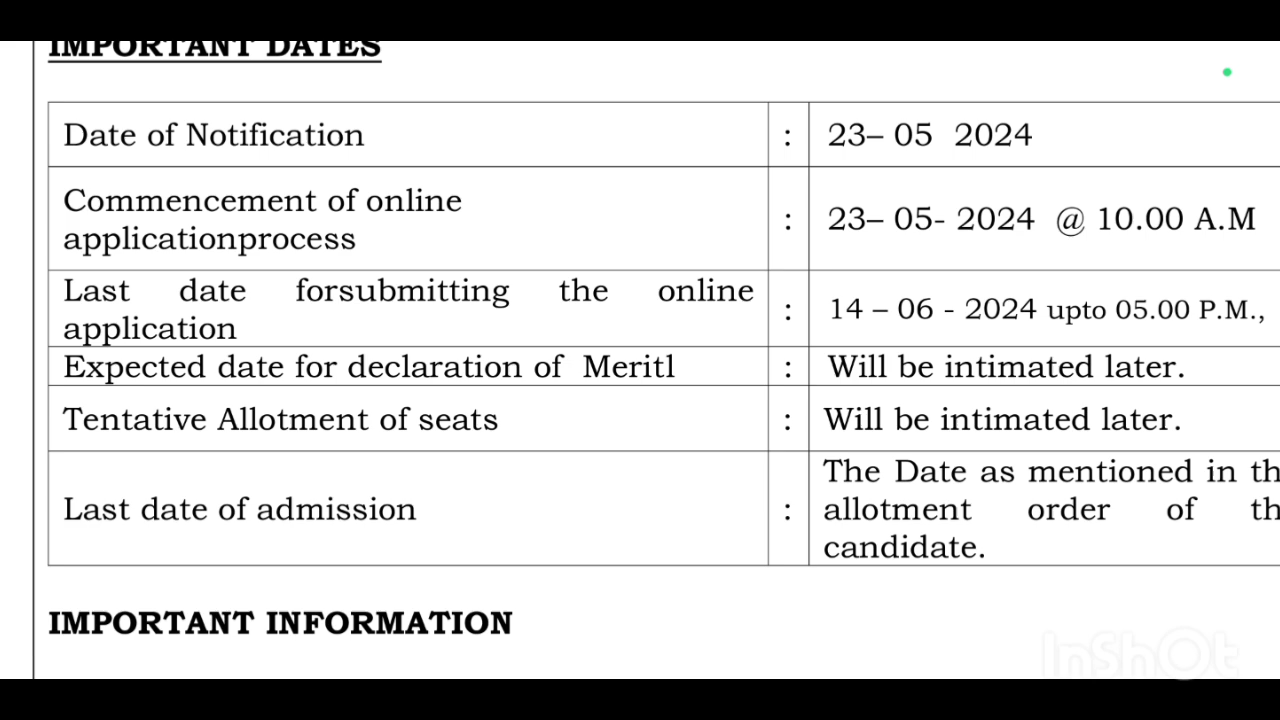 IMPORTANT DATES
Date of Notification : 23– 05 2024
Commencement of online
applicationprocess : 23– 05- 2024 @ 10.00 A.M
Last date forsubmitting the online
application : 14 – 06 - 2024 upto 05.00 P.M.,
Expected date for declaration of Meritl : Will be intimated later.
Tentative Allotment of seats : Will be intimated later.
Last date of admission : The Date as mentioned in th
allotment order of th
candidate.
IMPORTANT INFORMATION
InShOt